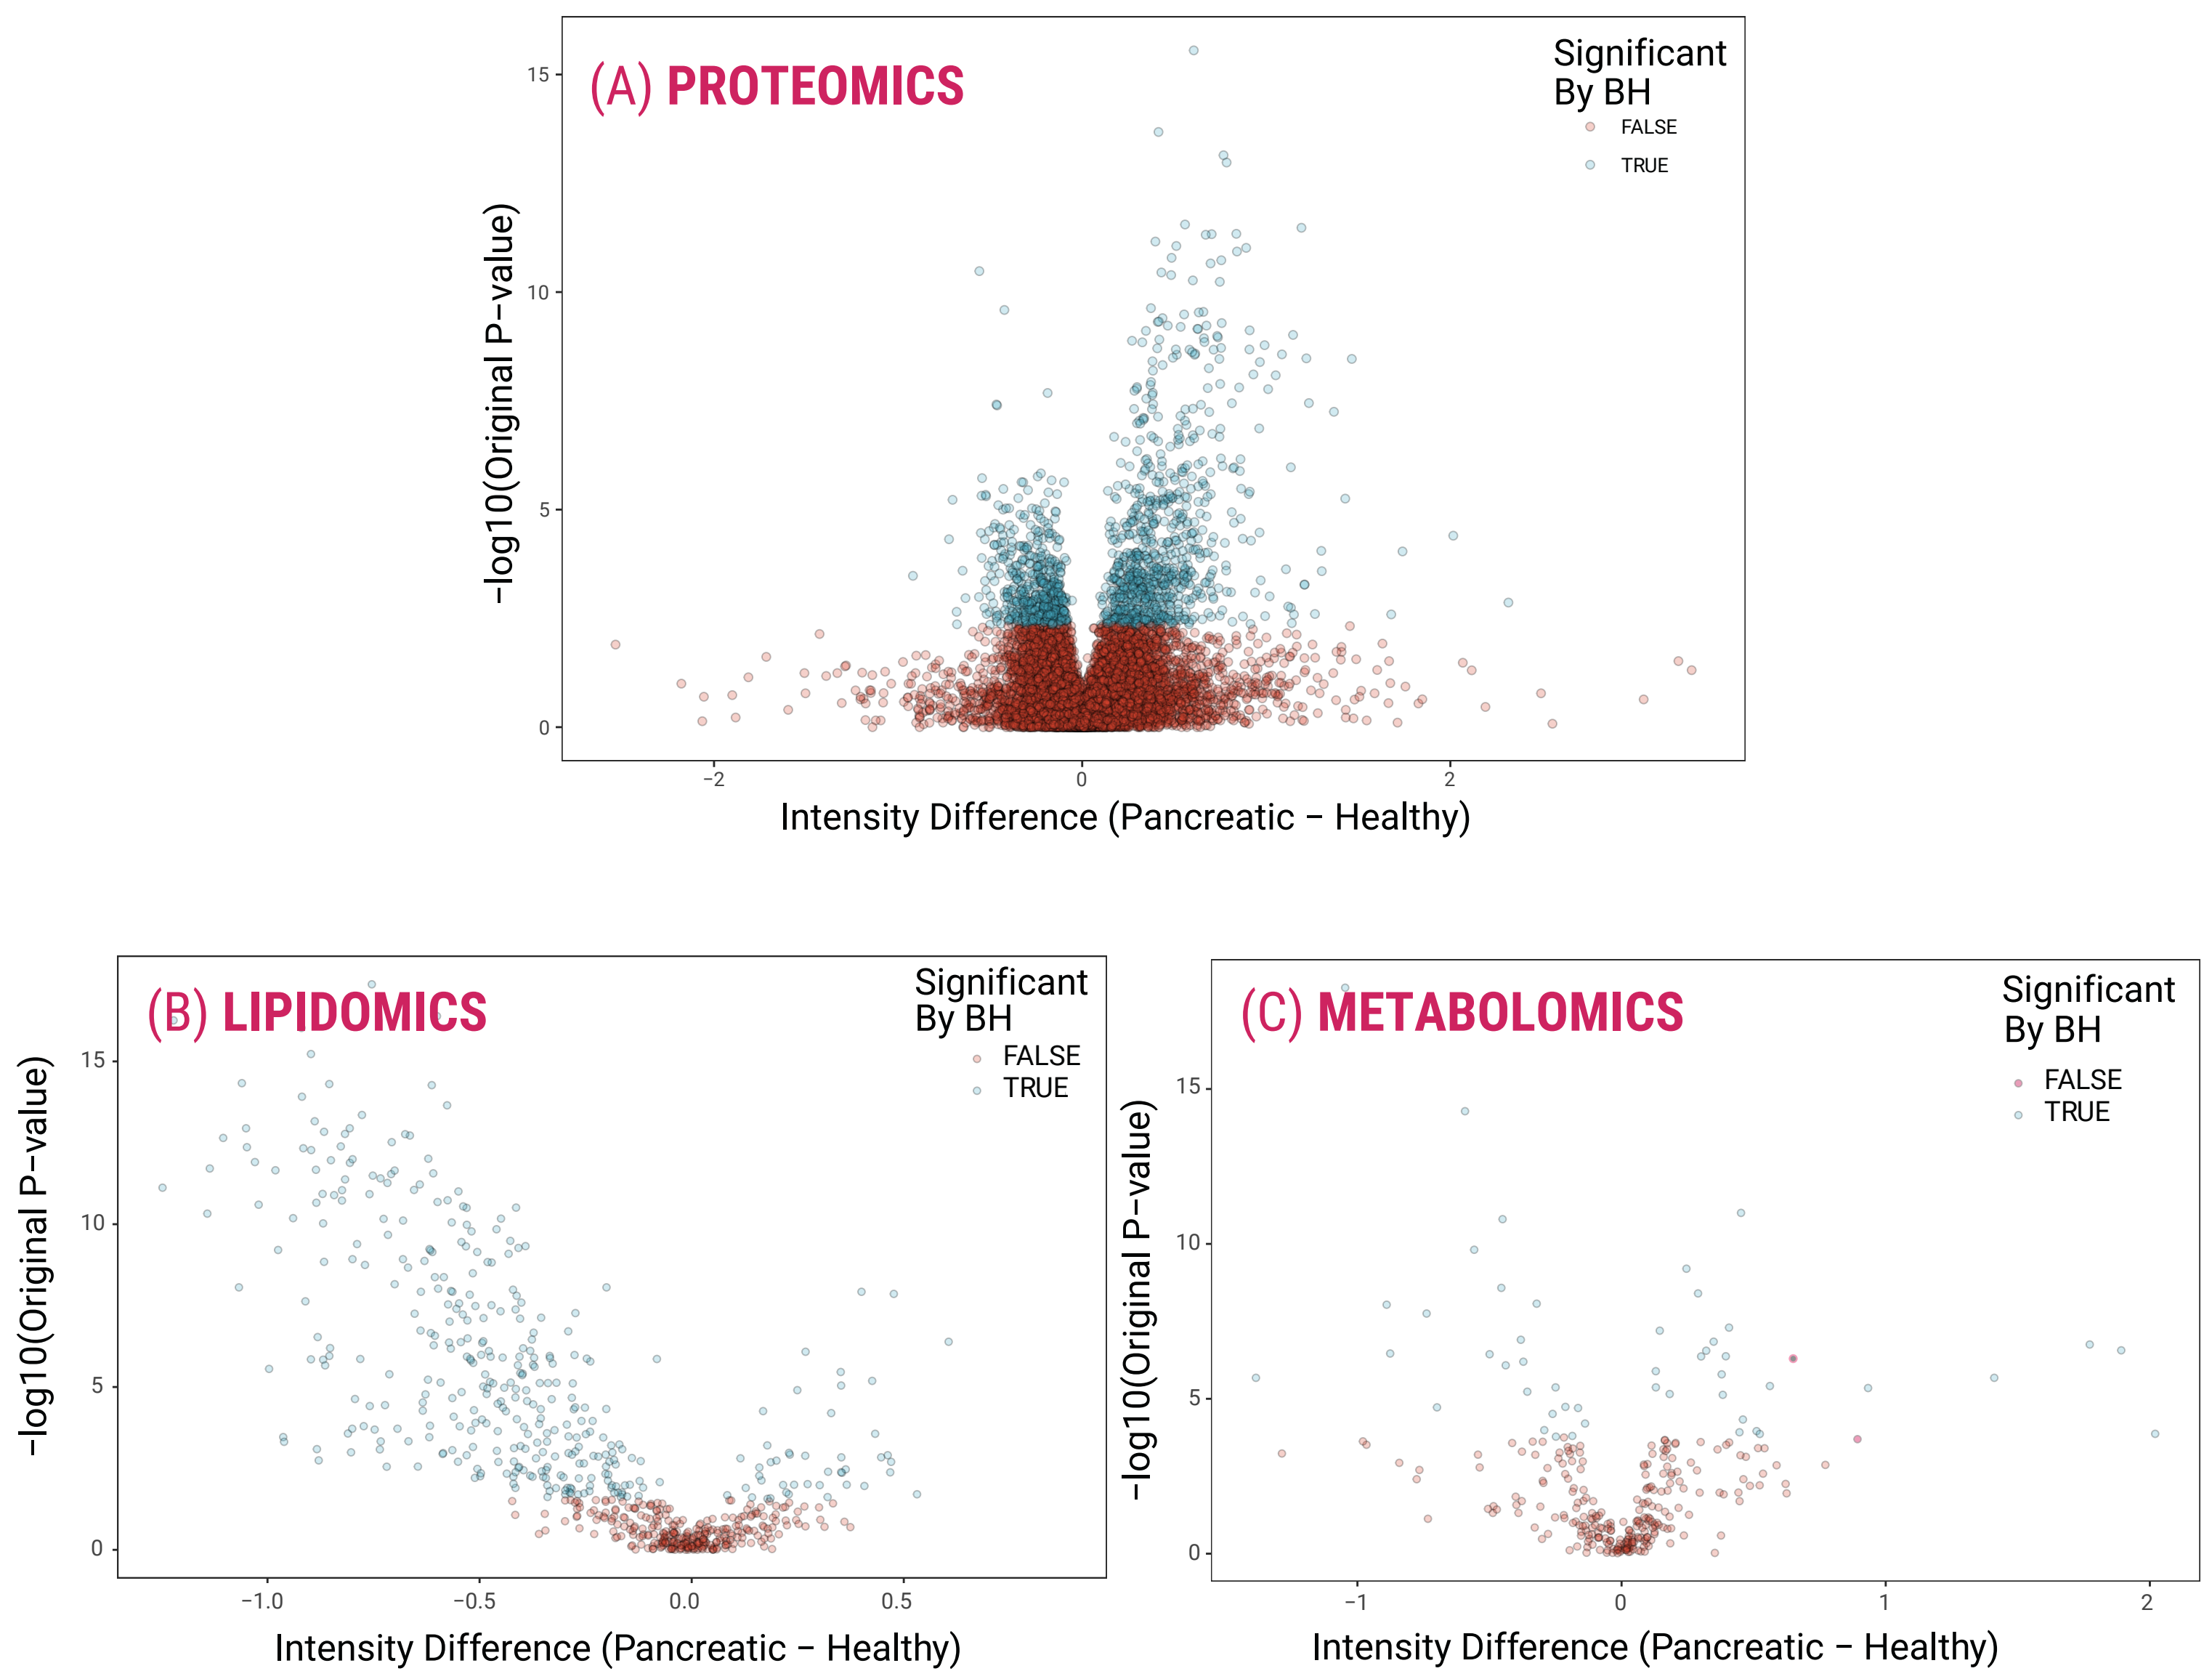 (A) PROTEOMICS
Significant
By BH
FALSE
TRUE
−log10(Original P−value)
15
10
5
0
−2
0
2
Intensity Difference (Pancreatic − Healthy)
(B) LIPIDOMICS
Significant
By BH
FALSE
TRUE
−log10(Original P−value)
15
10
5
0
−1.0
−0.5
0.0
0.5
Intensity Difference (Pancreatic − Healthy)
(C) METABOLOMICS
Significant
By BH
FALSE
TRUE
−log10(Original P−value)
15
10
5
0
−1
0
1
2
Intensity Difference (Pancreatic − Healthy)